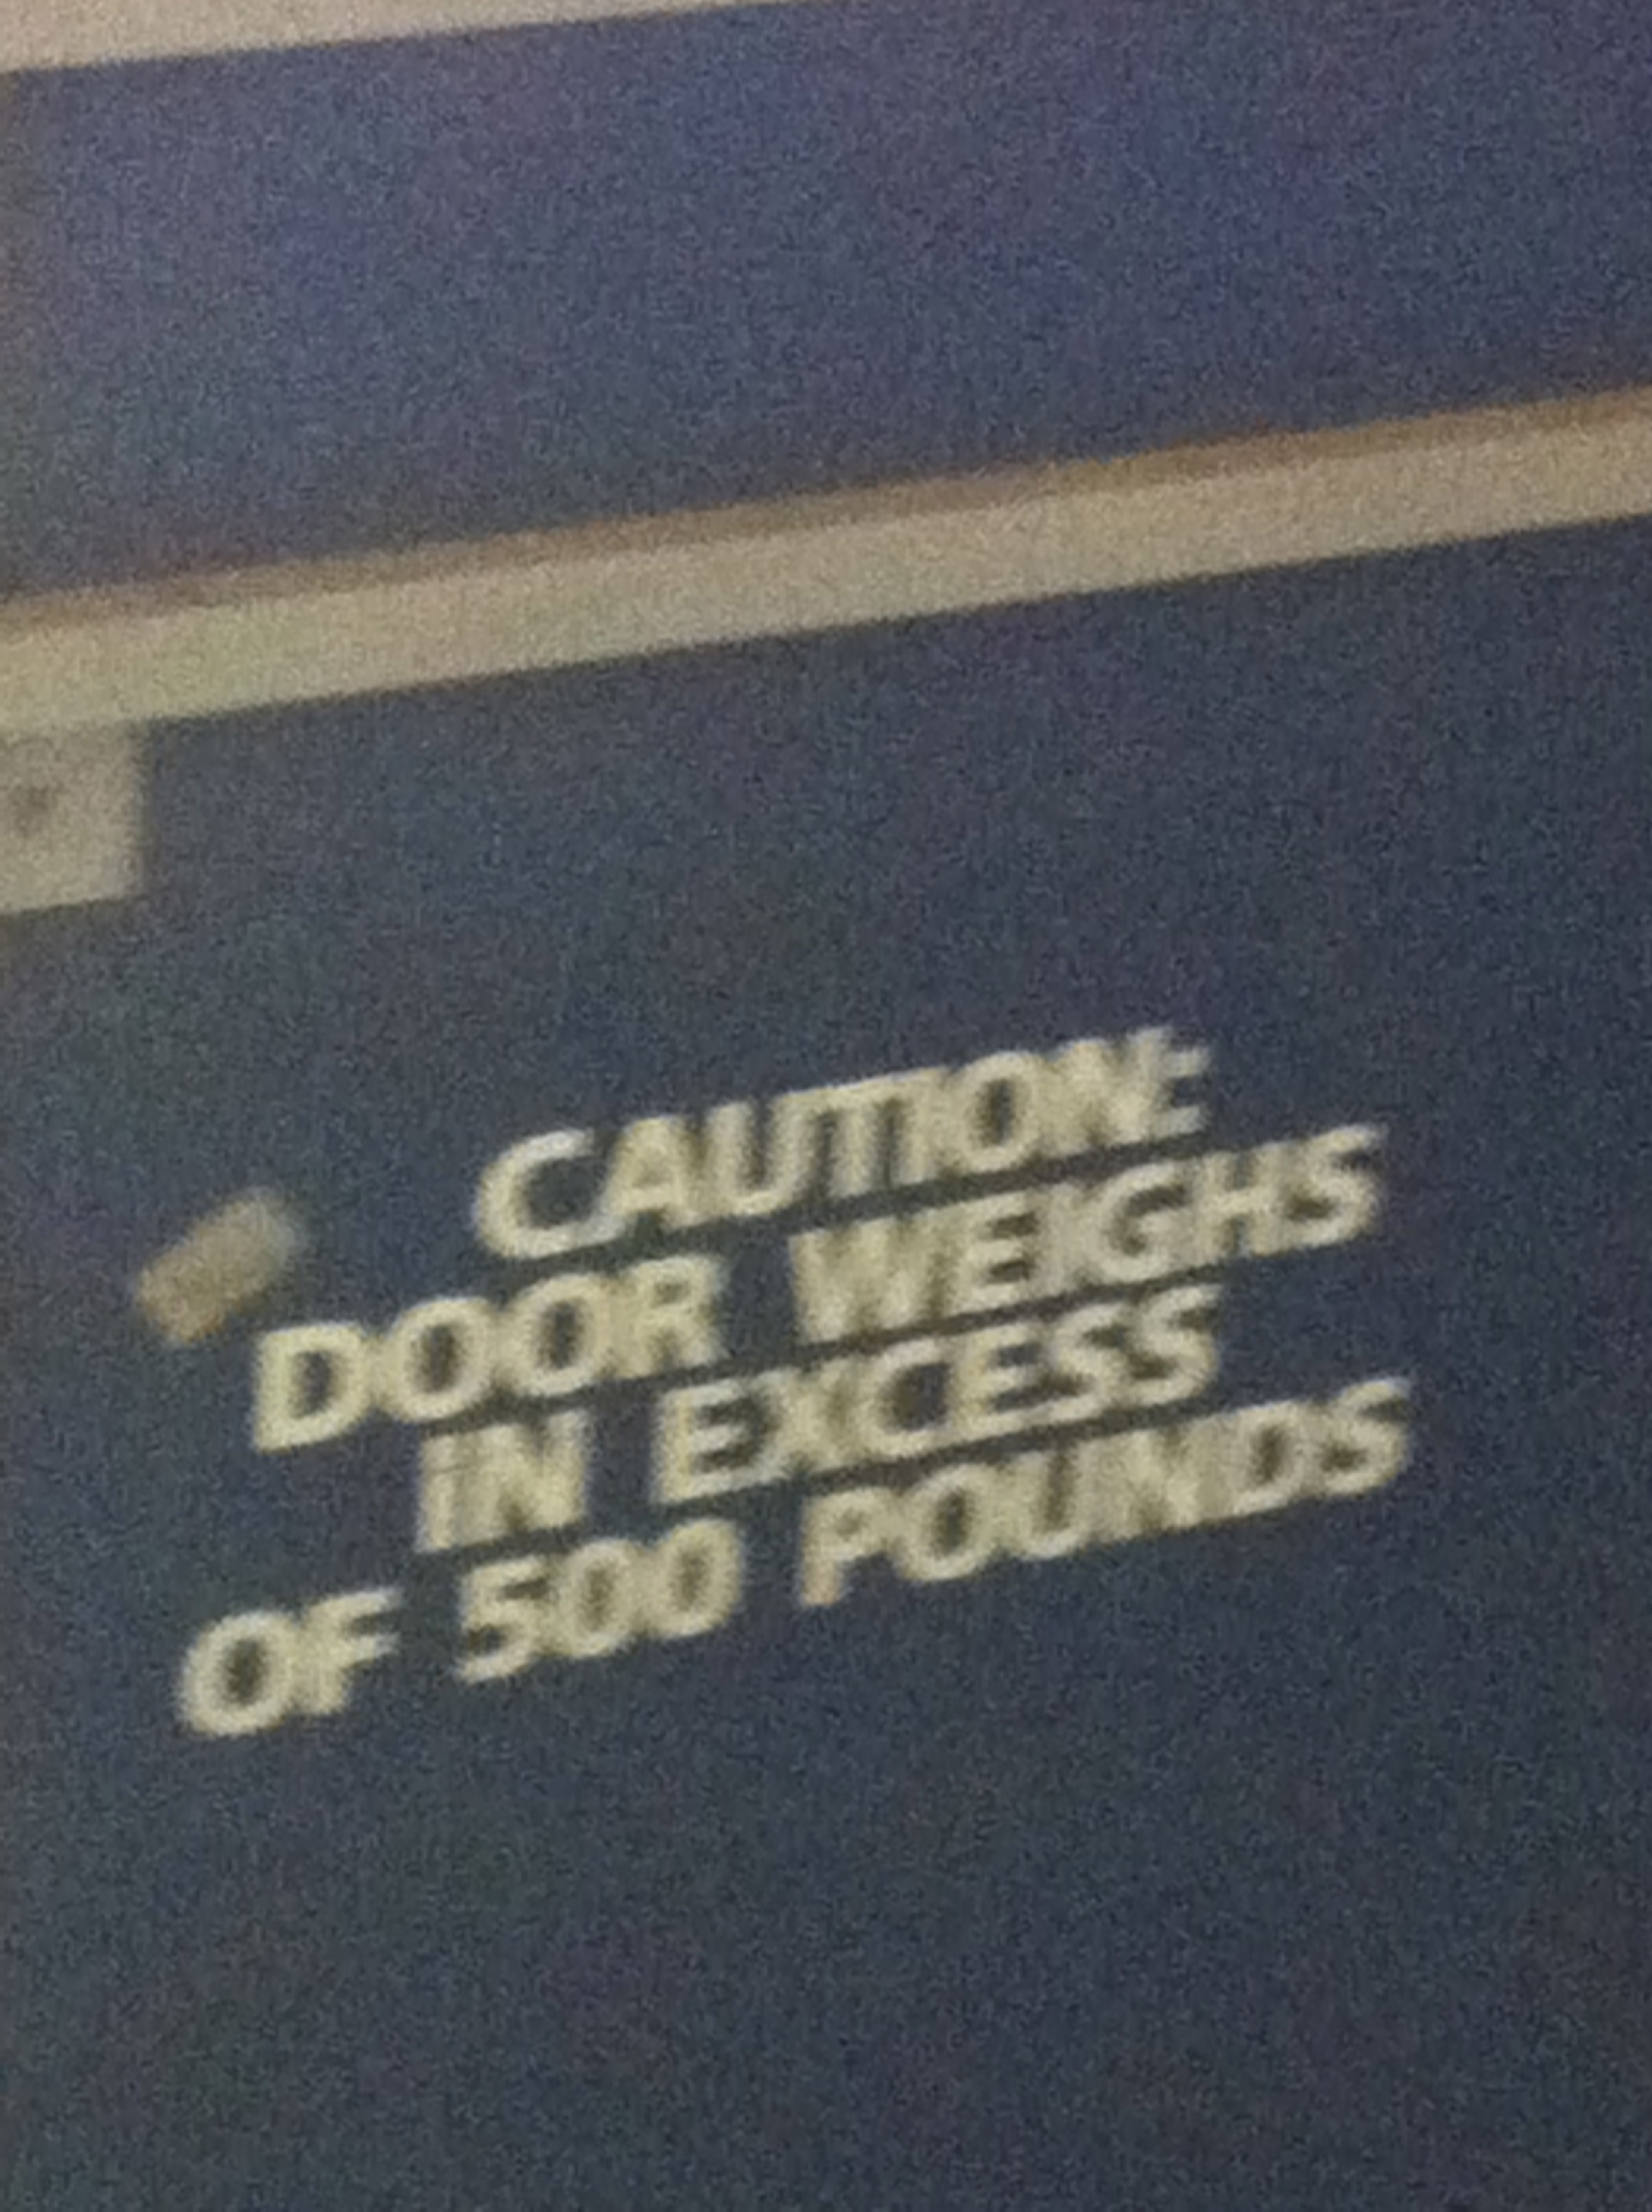 CAUTION:
DOOR WEIGHS
IN EXCESS
OF 500 POUNDS